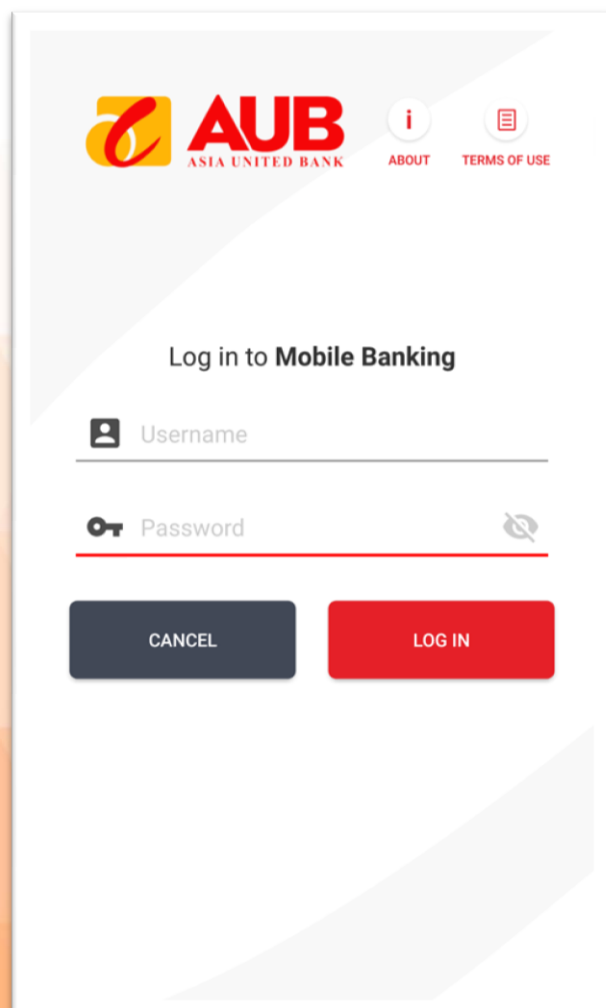 AUB
ASIA UNITED BANK
i
ABOUT
TERMS OF USE
Log in to Mobile Banking
Username
Password
CANCEL
LOG IN